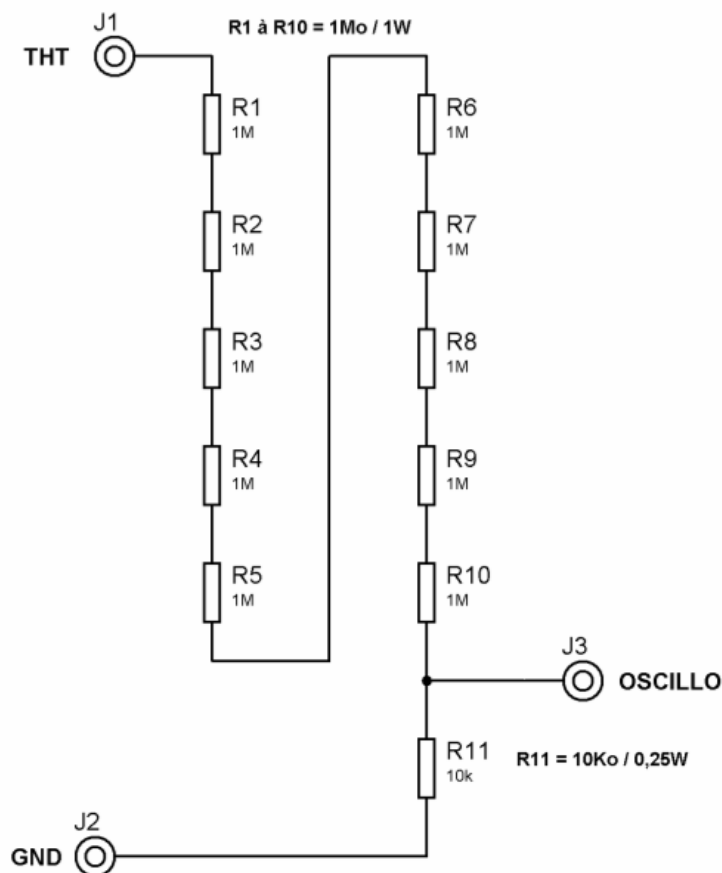 J1
R1 à R10 = 1Mo / 1W
THT
R1
1M
R6
1M
R2
1M
R7
1M
R3
1M
R8
1M
R4
1M
R9
1M
R5
1M
R10
1M
J3
OSCILLO
R11
10k
R11 = 10Ko / 0,25W
J2
GND